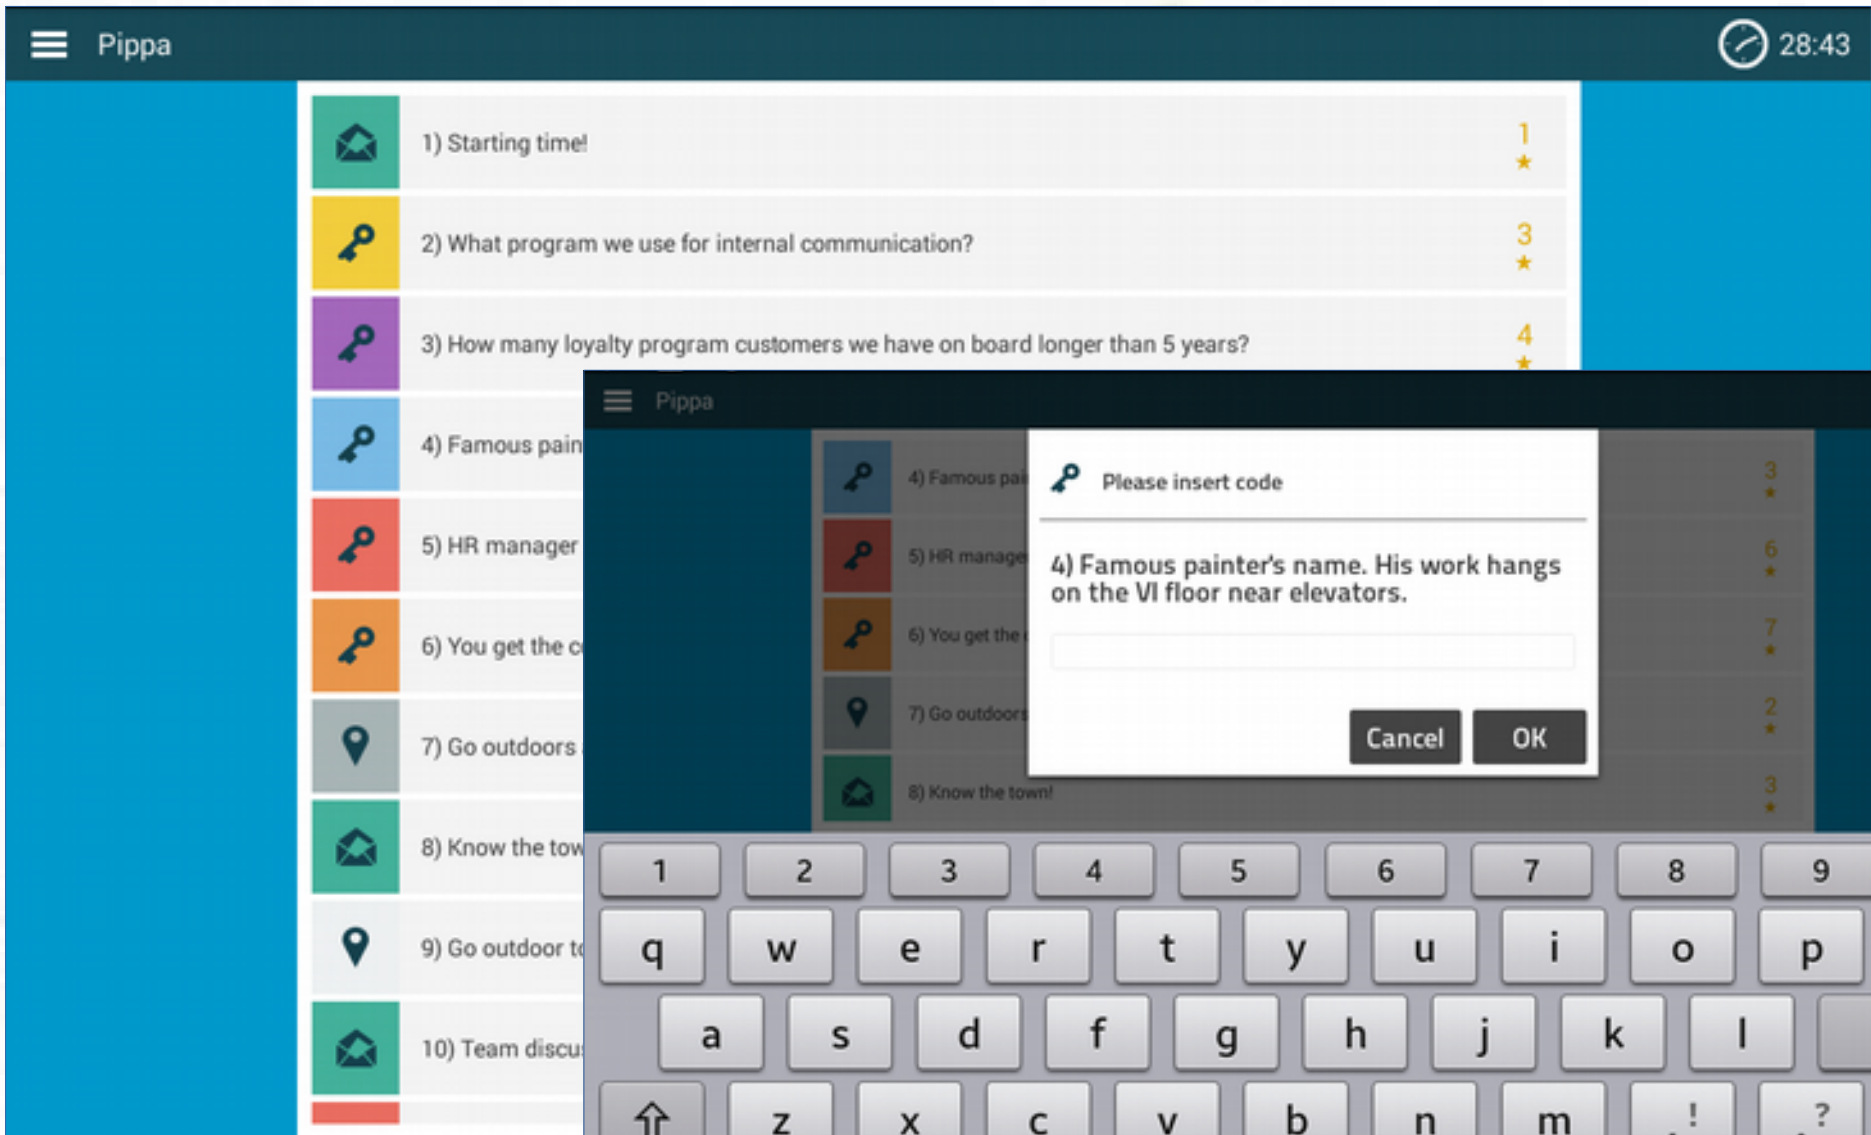 Pippa
28:43
1) Starting time!
1
2) What program we use for internal communication?
3
3) How many loyalty program customers we have on board longer than 5 years?
4
4) Famous pain
5) HR manager
6) You get the
7) Go outdoors
8) Know the tow
9) Go outdoor to
10) Team discu
Pippa
4) Famous pai
3
5) HR manage
6
6) You get the
7
7) Go outdoors
2
8) Know the town!
3
Please insert code
4) Famous painter's name. His work hangs
on the VI floor near elevators.
Cancel
OK
1 2 3 4 5 6 7 8 9
q w e r t y u i o p
a s d f g h j k l
z x c v b n m ! ?